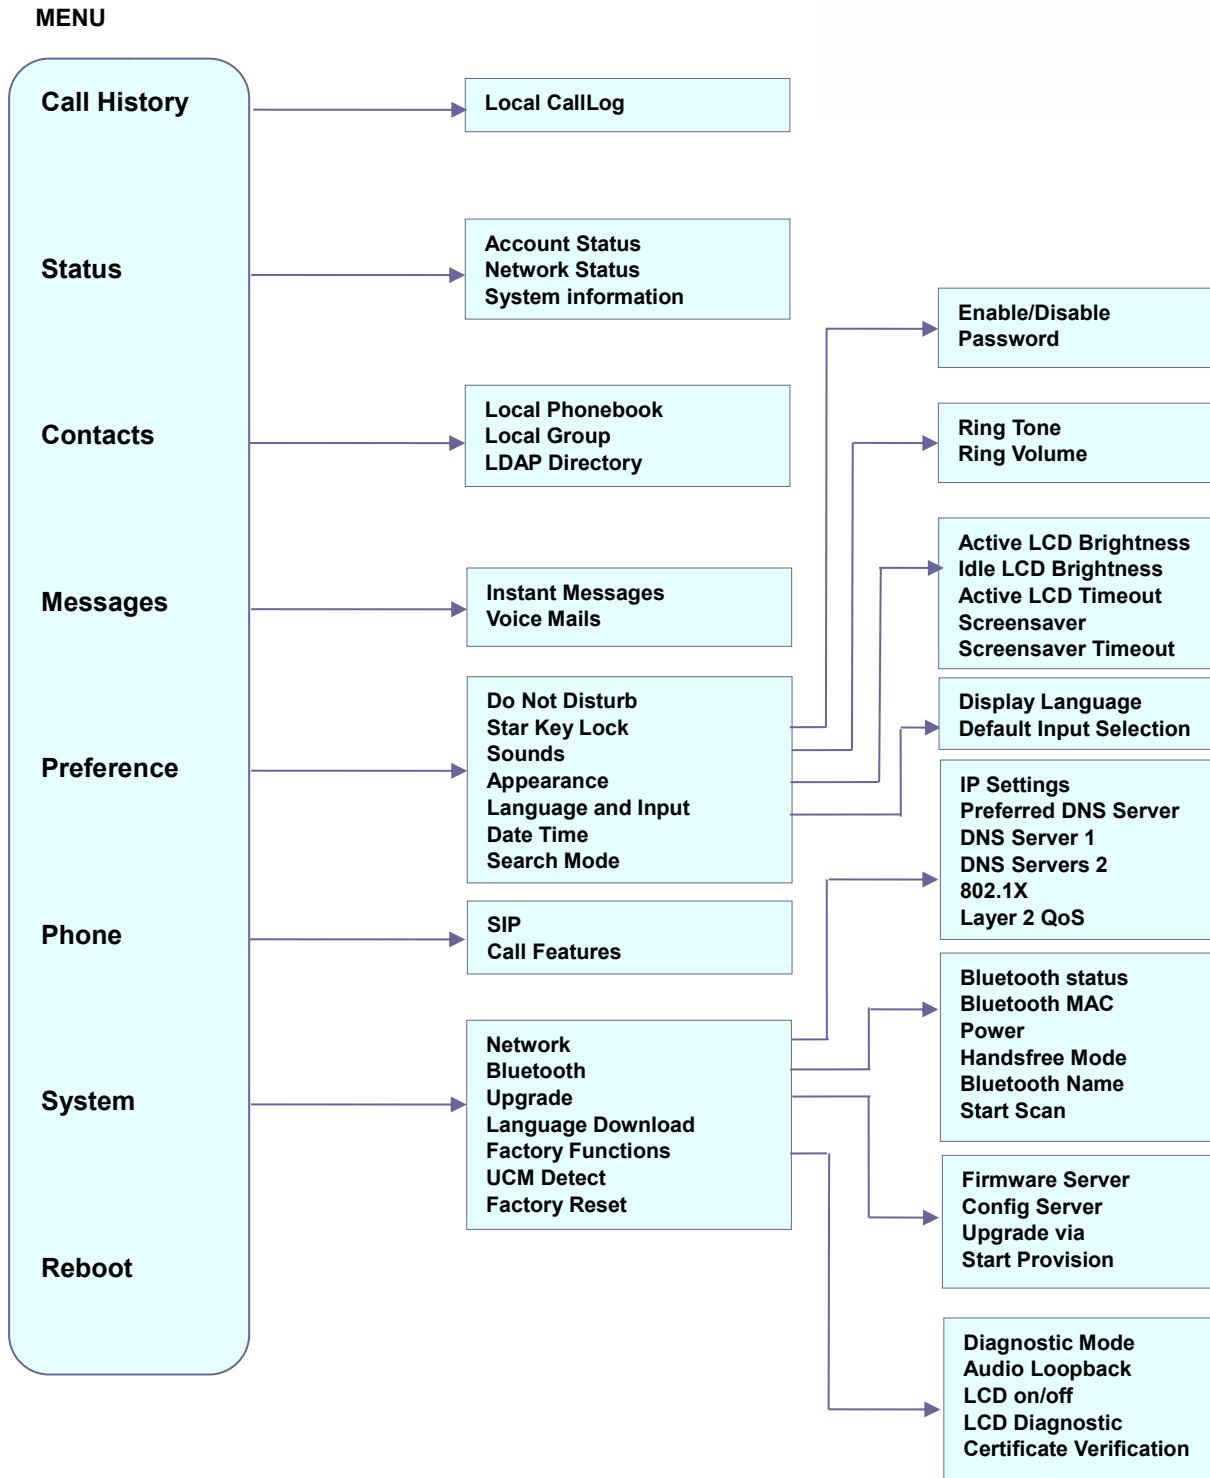 MENU
Call History
Local CallLog
Status
Account Status
Network Status
System information
Enable/Disable
Password
Contacts
Local Phonebook
Local Group
LDAP Directory
Ring Tone
Ring Volume
Messages
Instant Messages
Voice Mails
Active LCD Brightness
Idle LCD Brightness
Active LCD Timeout
Screensaver
Screensaver Timeout
Preference
Do Not Disturb
Star Key Lock
Sounds
Appearance
Language and Input
Date Time
Search Mode
Display Language
Default Input Selection
IP Settings
Preferred DNS Server
DNS Server 1
DNS Servers 2
802.1X
Layer 2 QoS
Phone
SIP
Call Features
Bluetooth status
Bluetooth MAC
Power
Handsfree Mode
Bluetooth Name
Start Scan
System
Network
Bluetooth
Upgrade
Language Download
Factory Functions
UCM Detect
Factory Reset
Firmware Server
Config Server
Upgrade via
Start Provision
Reboot
Diagnostic Mode
Audio Loopback
LCD on/off
LCD Diagnostic
Certificate Verification